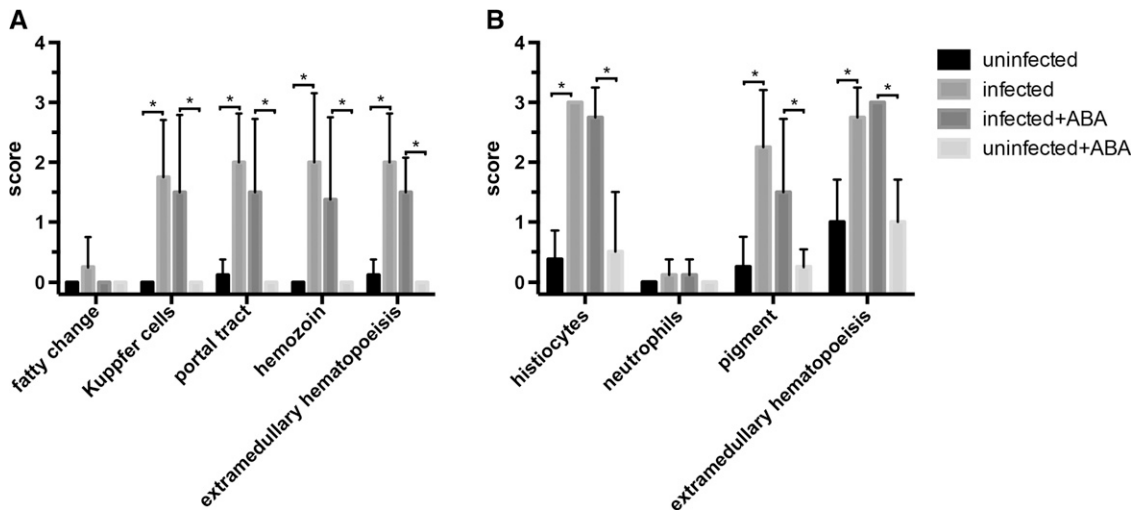 A
score
4
3
2
1
0
* * * * * * * * *
fatty change
Kuppfer cells
portal tract
hemozoin
extramedullary hematopoeisis
B
score
4
3
2
1
0
* * * * * *
histiocytes
neutrophils
pigment
extramedullary hematopoeisis
uninfected
infected
infected+ABA
uninfected+ABA